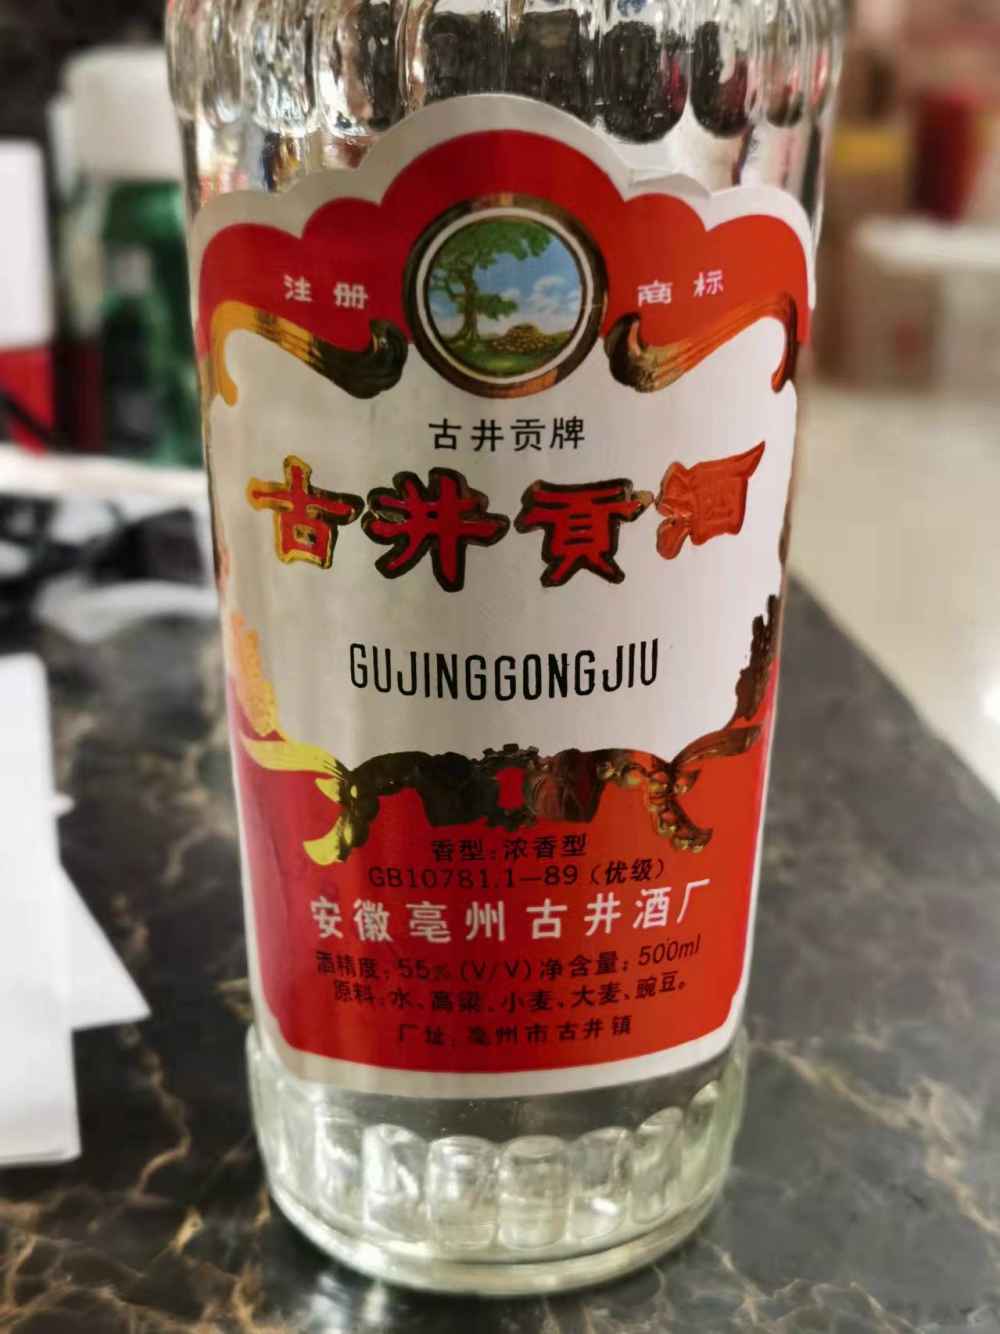 注册 商标
古井贡牌
古井贡酒
GUJINGGONGJIU
香型:浓香型
GB10781.1—89(优级)
安徽亳州古井酒厂
酒精度:55%(V/V)净含量:500ml
原料:水、高粱、小麦、大麦、豌豆。
厂址:亳州市古井镇